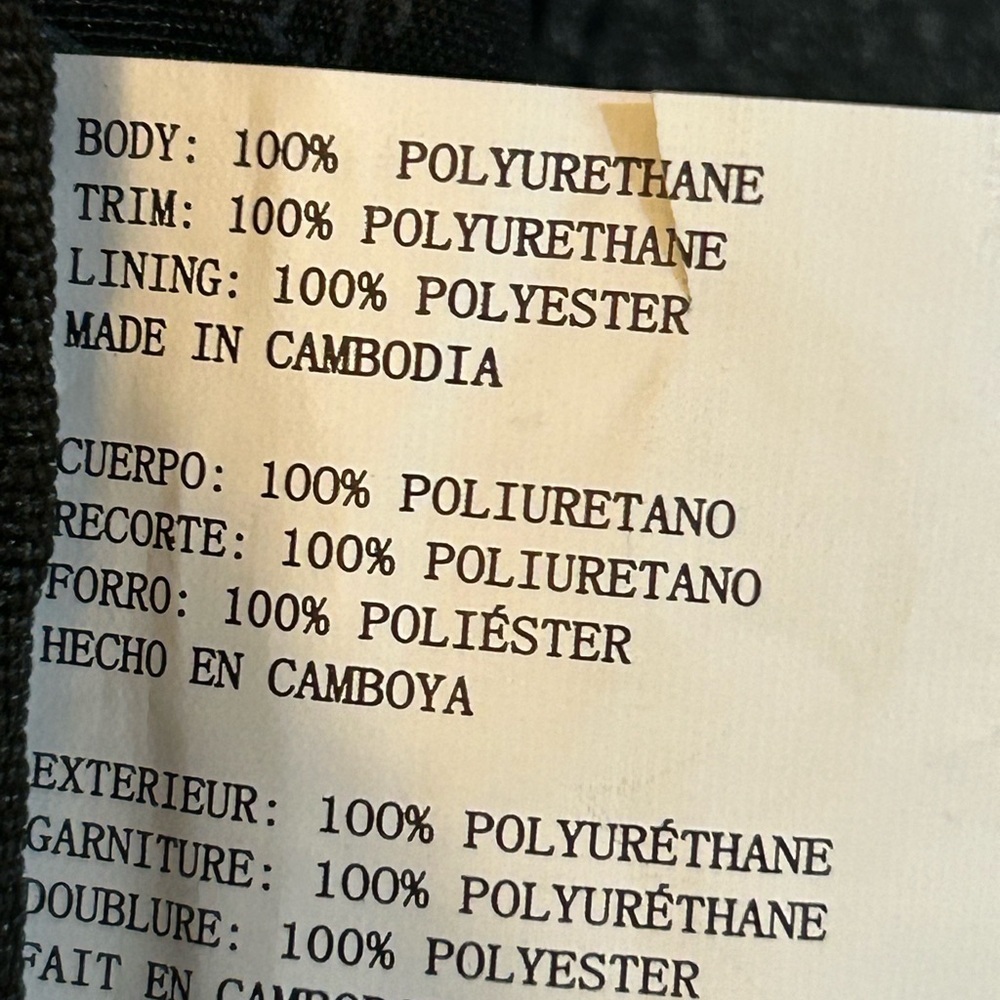 BODY: 100% POLYURETHANE
TRIM: 100% POLYURETHANE
LINING: 100% POLYESTER
MADE IN CAMBODIA
CUERPO: 100% POLIURETANO
RECORTE: 100% POLIURETANO
FORRO: 100% POLIÉSTER
HECHO EN CAMBOYA
EXTERIEUR: 100% POLYURÉTHANE
GARNITURE: 100% POLYURÉTHANE
DOUBLURE: 100% POLYESTER
FAIT EN